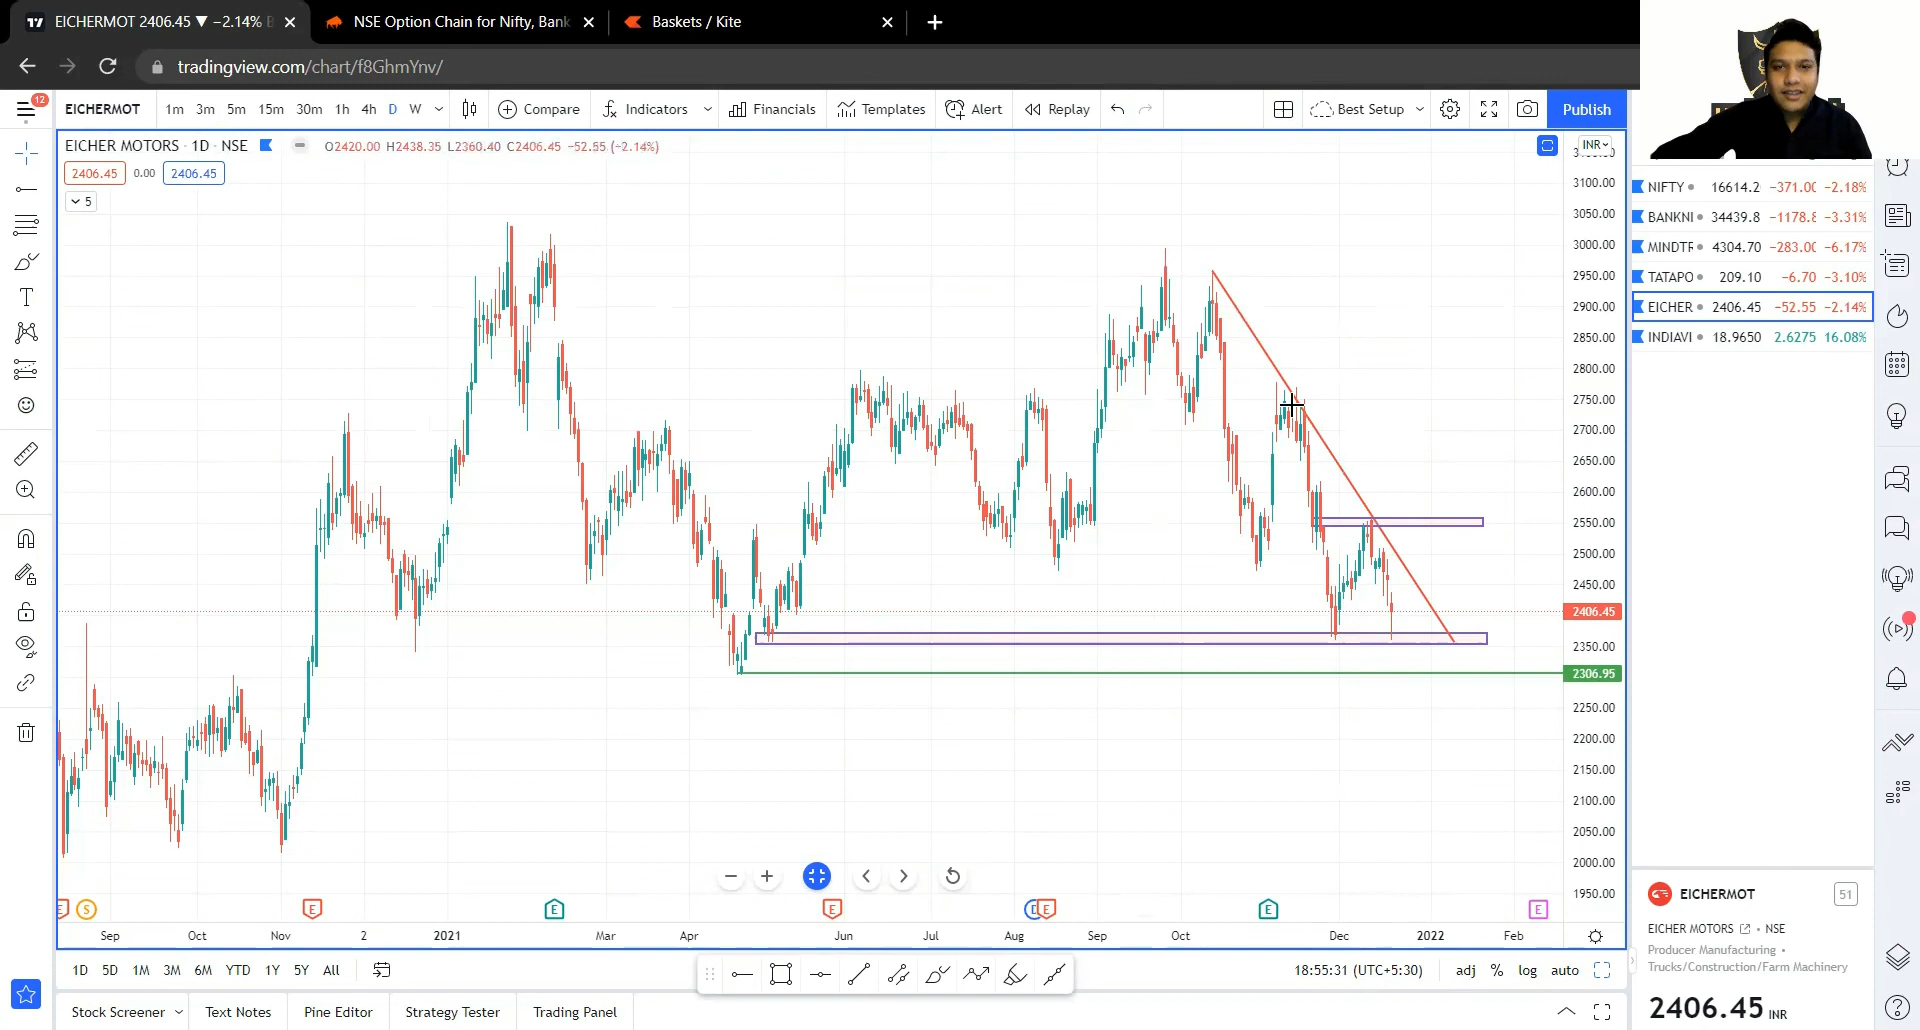 EICHERMOT 2406.45 ▼ −2.14% B
NSE Option Chain for Nifty, Bank
Baskets / Kite
tradingview.com/chart/f8GhmYnv/
12
EICHERMOT 1m 3m 5m 15m 30m 1h 4h D W Compare Indicators Financials Templates Alert Replay Best Setup Publish
EICHER MOTORS · 1D · NSE O2420.00 H2438.35 L2360.40 C2406.45 −52.55 (−2.14%)
INR
2406.45 0.00 2406.45
5
3100.00
3050.00
3000.00
2950.00
2900.00
2850.00
2800.00
2750.00
2700.00
2650.00
2600.00
2550.00
2500.00
2450.00
2406.45
2350.00
2306.95
2250.00
2200.00
2150.00
2100.00
2050.00
2000.00
1950.00
NIFTY 16614.2 −371.00 −2.18%
BANKNI 34439.8 −1178.8 −3.31%
MINDTR 4304.70 −283.00 −6.17%
TATAPO 209.10 −6.70 −3.10%
EICHER 2406.45 −52.55 −2.14%
INDIAVI 18.9650 2.6275 16.08%
E S E E E D E E E
Sep Oct Nov 2 2021 Mar Apr Jun Jul Aug Sep Oct Dec 2022 Feb
1D 5D 1M 3M 6M YTD 1Y 5Y All
18:55:31 (UTC+5:30) adj % log auto
Stock Screener Text Notes Pine Editor Strategy Tester Trading Panel
EICHERMOT 51
EICHER MOTORS • NSE
Producer Manufacturing •
Trucks/Construction/Farm Machinery
2406.45 INR